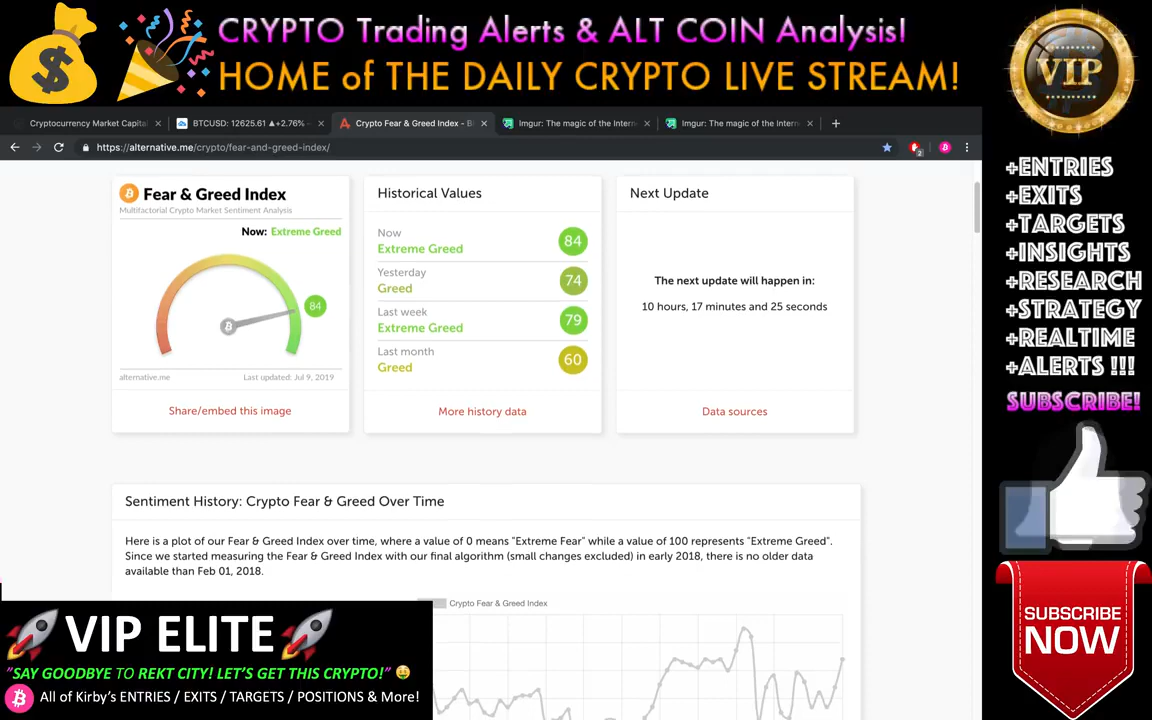 CRYPTO Trading Alerts & ALT COIN Analysis!
HOME of THE DAILY CRYPTO LIVE STREAM!
VIP
Cryptocurrency Market Capital
BTCUSD: 12625.61 ▲+2.76%
Crypto Fear & Greed Index - B
Imgur: The magic of the Intern
Imgur: The magic of the Intern
https://alternative.me/crypto/fear-and-greed-index/
2
Fear & Greed Index
Multifactorial Crypto Market Sentiment Analysis
Now: Extreme Greed
84
alternative.me
Last updated: Jul 9, 2019
Share/embed this image
Historical Values
Now
Extreme Greed
84
Yesterday
Greed
74
Last week
Extreme Greed
79
Last month
Greed
60
More history data
Next Update
The next update will happen in:
10 hours, 17 minutes and 25 seconds
Data sources
Sentiment History: Crypto Fear & Greed Over Time
Here is a plot of our Fear & Greed Index over time, where a value of 0 means "Extreme Fear" while a value of 100 represents "Extreme Greed".
Since we started measuring the Fear & Greed Index with our final algorithm (small changes excluded) in early 2018, there is no older data
available than Feb 01, 2018.
Crypto Fear & Greed Index
VIP ELITE
"SAY GOODBYE TO REKT CITY! LET'S GET THIS CRYPTO!"
All of Kirby's ENTRIES / EXITS / TARGETS / POSITIONS & More!
+ENTRIES
+EXITS
+TARGETS
+INSIGHTS
+RESEARCH
+STRATEGY
+REALTIME
+ALERTS !!!
SUBSCRIBE!
SUBSCRIBE
NOW